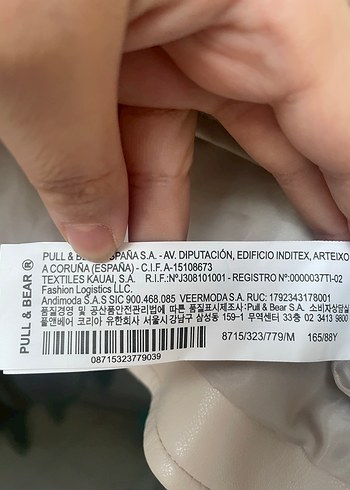 PULL & BEAR ®
PULL & ESPAÑA S.A. - AV. DIPUTACIÓN, EDIFICIO INDITEX, ARTEIXO
A CORUÑA (ESPAÑA) - C.I.F. A-15108673
TEXTILES KAUAI, S.A. R.I.F.:NºJ308101001 - REGISTRO Nº:0000037TI-02
Fashion Logistics LLC.
Andimoda S.A.S SIC 900.468.085 VEERMODA S.A. RUC: 1792343178001
품질경영 및 공산품안전관리법에 따른 품질표시제조사:Pull & Bear S.A. 소비자상담
풀앤베어 코리아 유한회사 서울시강남구 삼성동 159-1 무역센터 33층 02 3413 9800
8715/323/779/M 165/88Y
08715323779039